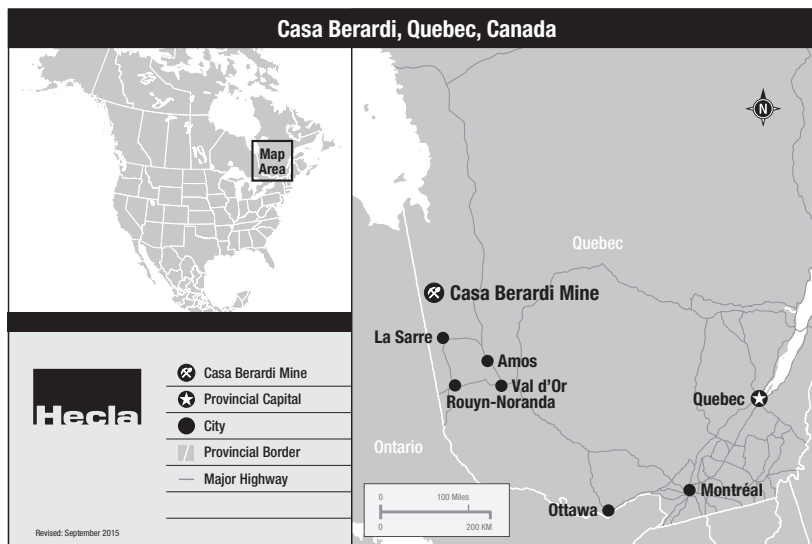 Casa Berardi, Quebec, Canada
Map
Area
N
Quebec
Casa Berardi Mine
La Sarre
Amos
Val d'Or
Rouyn-Noranda
Quebec
Ontario
Montréal
Ottawa
0 100 Miles
0 200 KM
Hecla
Casa Berardi Mine
Provincial Capital
City
Provincial Border
Major Highway
Revised: September 2015